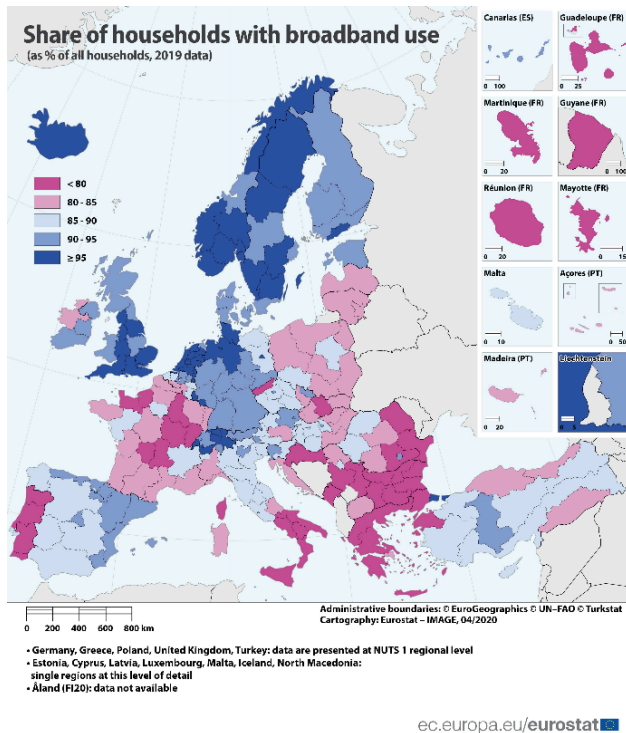 Share of households with broadband use
(as % of all households, 2019 data)
< 80
80 - 85
85 - 90
90 - 95
≥ 95
Canarias (ES)
0 100
Guadeloupe (FR)
0 25
Martinique (FR)
0 20
Guyane (FR)
0 100
Réunion (FR)
0 20
Mayotte (FR)
0 15
Malta
0 10
Açores (PT)
0 50
Madeira (PT)
0 20
Liechtenstein
0 200 400 600 800 km
Administrative boundaries: © EuroGeographics © UN–FAO © Turkstat
Cartography: Eurostat – IMAGE, 04/2020
• Germany, Greece, Poland, United Kingdom, Turkey: data are presented at NUTS 1 regional level
• Estonia, Cyprus, Latvia, Luxembourg, Malta, Iceland, North Macedonia:
single regions at this level of detail
• Åland (FI20): data not available
ec.europa.eu/eurostat